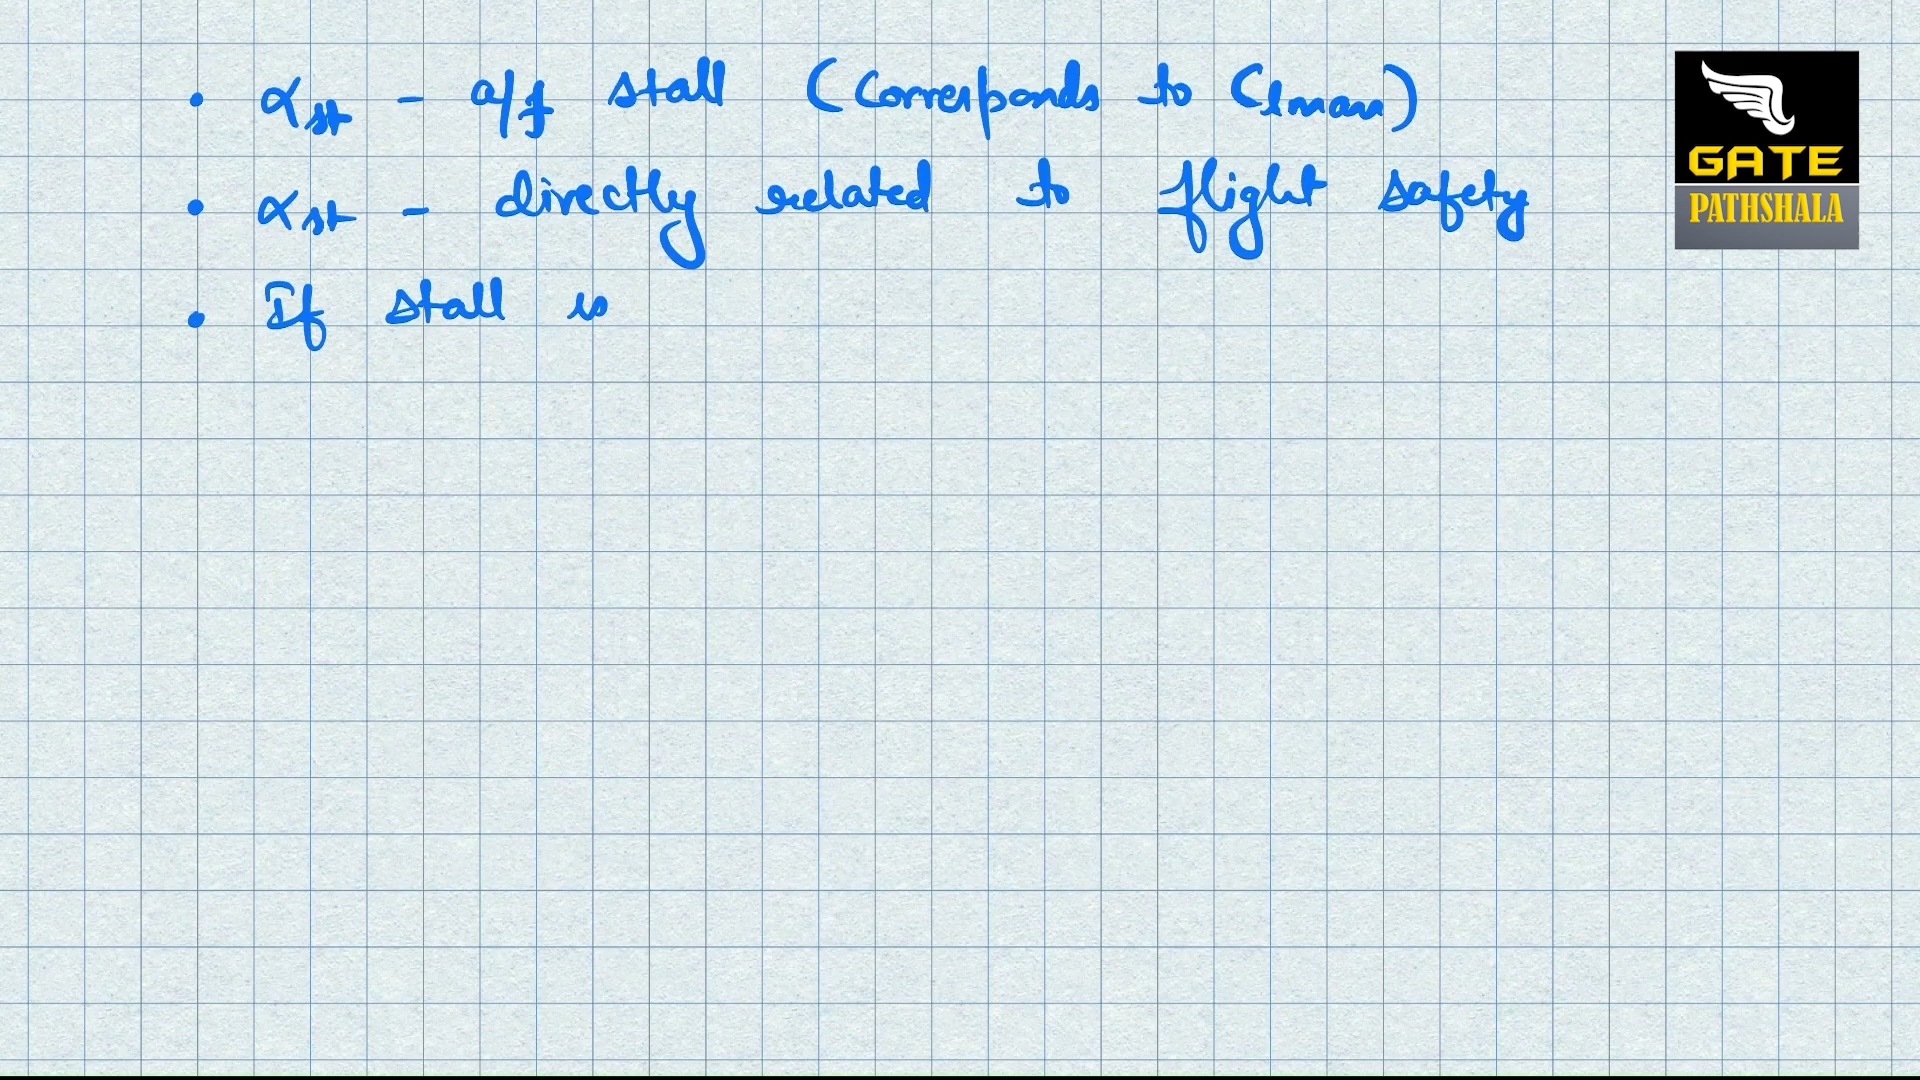 • αst - a/f stall (Corresponds to Clmax)
• αst - directly related to flight safety
• If stall is
GATE
PATHSHALA